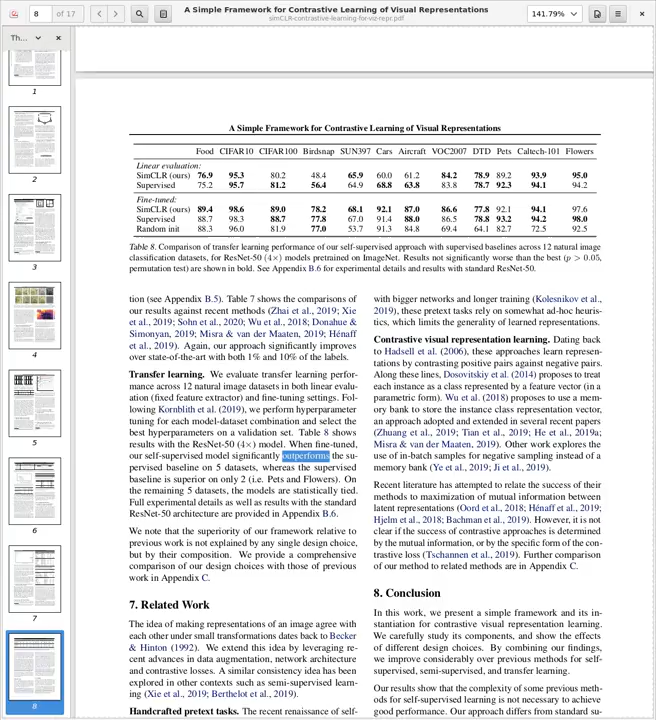 8 of 17
A Simple Framework for Contrastive Learning of Visual Representations
simCLR-contrastive-learning-for-viz-repr.pdf
141.79%
Th...
1
2
3
4
5
6
7
8
A Simple Framework for Contrastive Learning of Visual Representations
Food CIFAR10 CIFAR100 Birdsnap SUN397 Cars Aircraft VOC2007 DTD Pets Caltech-101 Flowers
Linear evaluation:
SimCLR (ours) 76.9 95.3 80.2 48.4 65.9 60.0 61.2 84.2 78.9 89.2 93.9 95.0
Supervised 75.2 95.7 81.2 56.4 64.9 68.8 63.8 83.8 78.7 92.3 94.1 94.2
Fine-tuned:
SimCLR (ours) 89.4 98.6 89.0 78.2 68.1 92.1 87.0 86.6 77.8 92.1 94.1 97.6
Supervised 88.7 98.3 88.7 77.8 67.0 91.4 88.0 86.5 78.8 93.2 94.2 98.0
Random init 88.3 96.0 81.9 77.0 53.7 91.3 84.8 69.4 64.1 82.7 72.5 92.5
Table 8. Comparison of transfer learning performance of our self-supervised approach with supervised baselines across 12 natural image
classification datasets, for ResNet-50 (4×) models pretrained on ImageNet. Results not significantly worse than the best (p > 0.05,
permutation test) are shown in bold. See Appendix B.6 for experimental details and results with standard ResNet-50.
tion (see Appendix B.5). Table 7 shows the comparisons of
our results against recent methods (Zhai et al., 2019; Xie
et al., 2019; Sohn et al., 2020; Wu et al., 2018; Donahue &
Simonyan, 2019; Misra & van der Maaten, 2019; Hénaff
et al., 2019). Again, our approach significantly improves
over state-of-the-art with both 1% and 10% of the labels.
Transfer learning. We evaluate transfer learning perfor-
mance across 12 natural image datasets in both linear evalu-
ation (fixed feature extractor) and fine-tuning settings. Fol-
lowing Kornblith et al. (2019), we perform hyperparameter
tuning for each model-dataset combination and select the
best hyperparameters on a validation set. Table 8 shows
results with the ResNet-50 (4×) model. When fine-tuned,
our self-supervised model significantly outperforms the su-
pervised baseline on 5 datasets, whereas the supervised
baseline is superior on only 2 (i.e. Pets and Flowers). On
the remaining 5 datasets, the models are statistically tied.
Full experimental details as well as results with the standard
ResNet-50 architecture are provided in Appendix B.6.
We note that the superiority of our framework relative to
previous work is not explained by any single design choice,
but by their composition. We provide a comprehensive
comparison of our design choices with those of previous
work in Appendix C.
7. Related Work
The idea of making representations of an image agree with
each other under small transformations dates back to Becker
& Hinton (1992). We extend this idea by leveraging re-
cent advances in data augmentation, network architecture
and contrastive losses. A similar consistency idea has been
explored in other contexts such as semi-supervised learn-
ing (Xie et al., 2019; Berthelot et al., 2019).
Handcrafted pretext tasks. The recent renaissance of self-
with bigger networks and longer training (Kolesnikov et al.,
2019), these pretext tasks rely on somewhat ad-hoc heuris-
tics, which limits the generality of learned representations.
Contrastive visual representation learning. Dating back
to Hadsell et al. (2006), these approaches learn represen-
tations by contrasting positive pairs against negative pairs.
Along these lines, Dosovitskiy et al. (2014) proposes to treat
each instance as a class represented by a feature vector (in a
parametric form). Wu et al. (2018) proposes to use a mem-
ory bank to store the instance class representation vector,
an approach adopted and extended in several recent papers
(Zhuang et al., 2019; Tian et al., 2019; He et al., 2019a;
Misra & van der Maaten, 2019). Other work explores the
use of in-batch samples for negative sampling instead of a
memory bank (Ye et al., 2019; Ji et al., 2019).
Recent literature has attempted to relate the success of their
methods to maximization of mutual information between
latent representations (Oord et al., 2018; Hénaff et al., 2019;
Hjelm et al., 2018; Bachman et al., 2019). However, it is not
clear if the success of contrastive approaches is determined
by the mutual information, or by the specific form of the con-
trastive loss (Tschannen et al., 2019). Further comparison
of our method to related methods are in Appendix C.
8. Conclusion
In this work, we present a simple framework and its in-
stantiation for contrastive visual representation learning.
We carefully study its components, and show the effects
of different design choices. By combining our findings,
we improve considerably over previous methods for self-
supervised, semi-supervised, and transfer learning.
Our results show that the complexity of some previous meth-
ods for self-supervised learning is not necessary to achieve
good performance. Our approach differs from standard su-